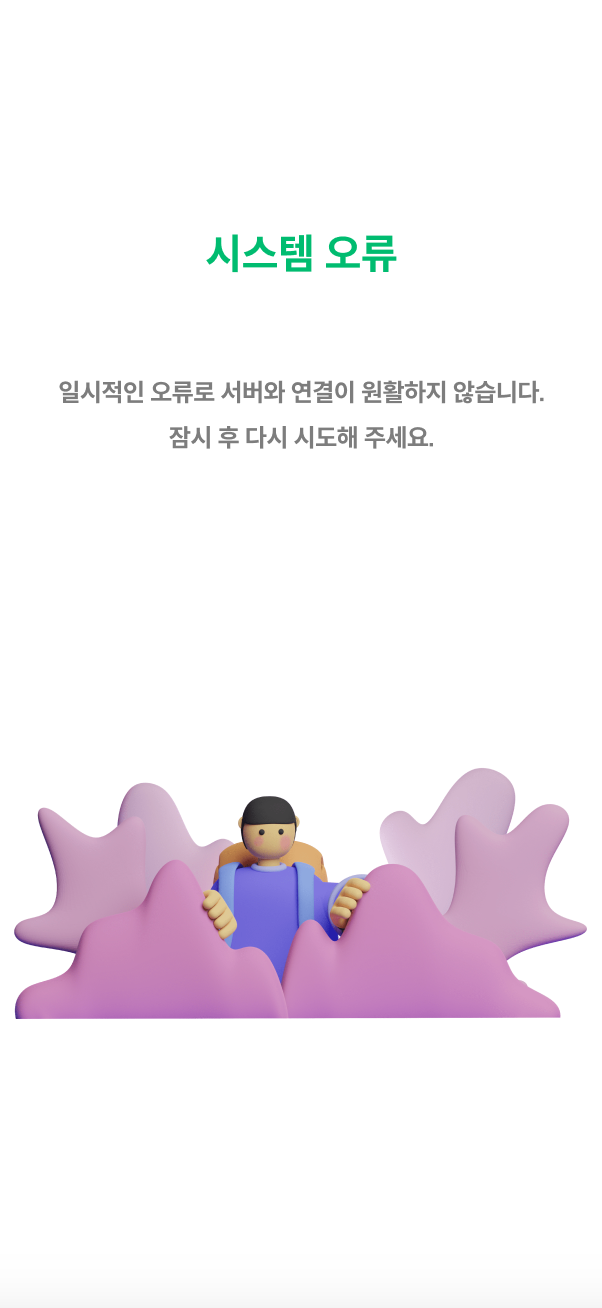 시스템 오류
일시적인 오류로 서버와 연결이 원활하지 않습니다.
잠시 후 다시 시도해 주세요.